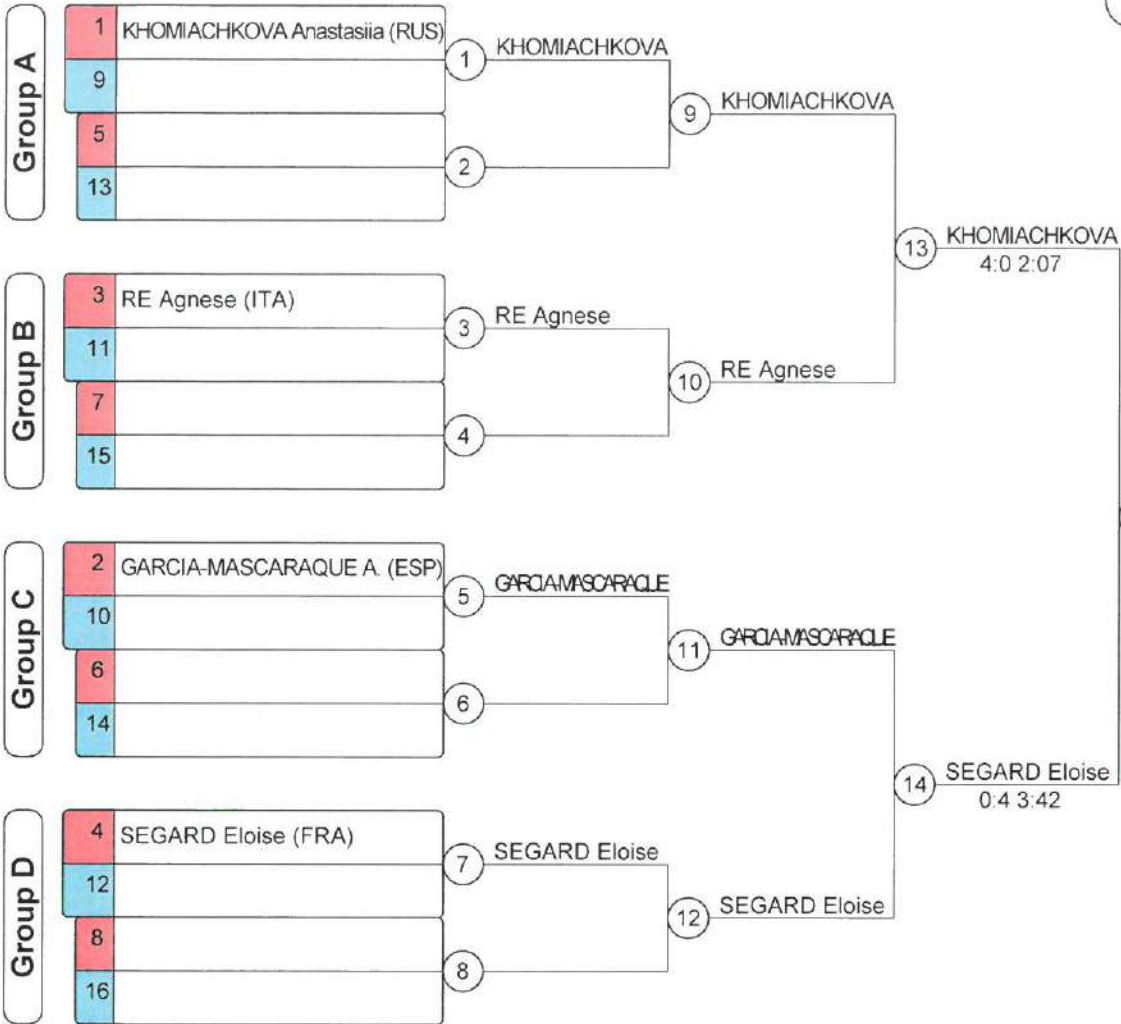 Group A
1 KHOMIACHKOVA Anastasiia (RUS)
9
5
13
1 KHOMIACHKOVA
2
9 KHOMIACHKOVA
Group B
3 RE Agnese (ITA)
11
7
15
3 RE Agnese
4
10 RE Agnese
13 KHOMIACHKOVA
4:0 2:07
Group C
2 GARCIA-MASCARAQUE A. (ESP)
10
6
14
5 GARCIA-MASCARAQUE
6
11 GARCIA-MASCARAQUE
Group D
4 SEGARD Eloise (FRA)
12
8
16
7 SEGARD Eloise
8
12 SEGARD Eloise
14 SEGARD Eloise
0:4 3:42